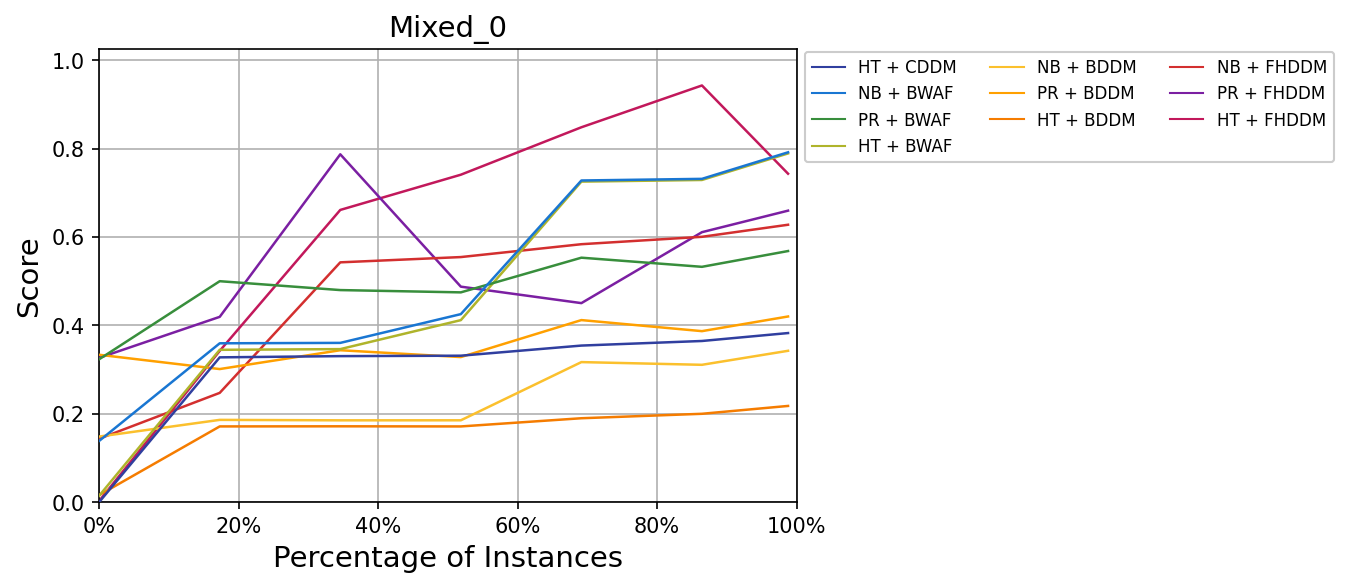 Mixed_0
Score
1.0
0.8
0.6
0.4
0.2
0.0
0% 20% 40% 60% 80% 100%
Percentage of Instances
HT + CDDM NB + BDDM NB + FHDDM
NB + BWAF PR + BDDM PR + FHDDM
PR + BWAF HT + BDDM HT + FHDDM
HT + BWAF